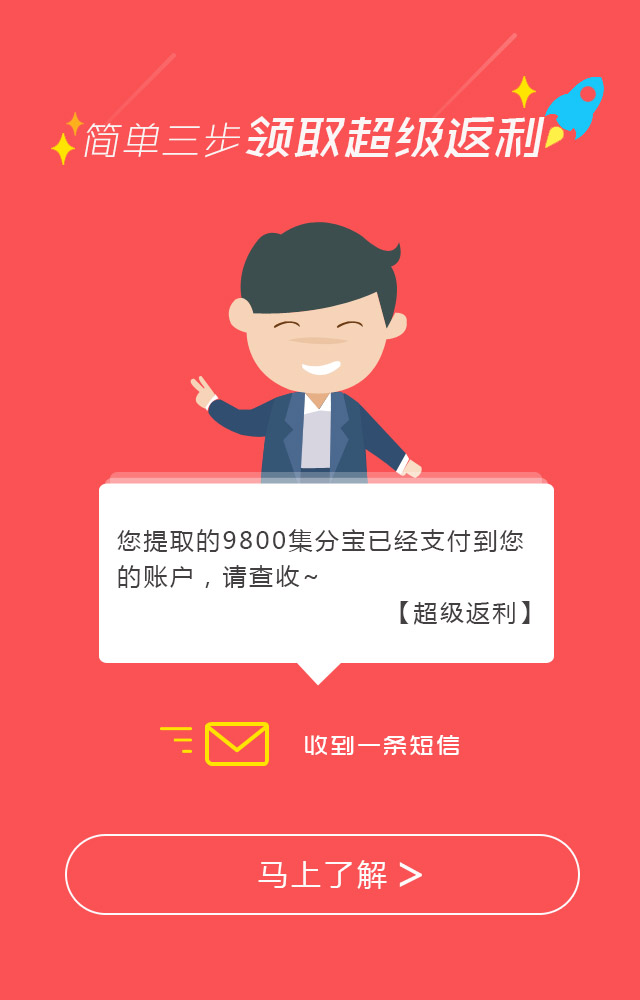 简单三步领取超级返利
您提取的9800集分宝已经支付到您
的账户，请查收~
【超级返利】
收到一条短信
马上了解 >